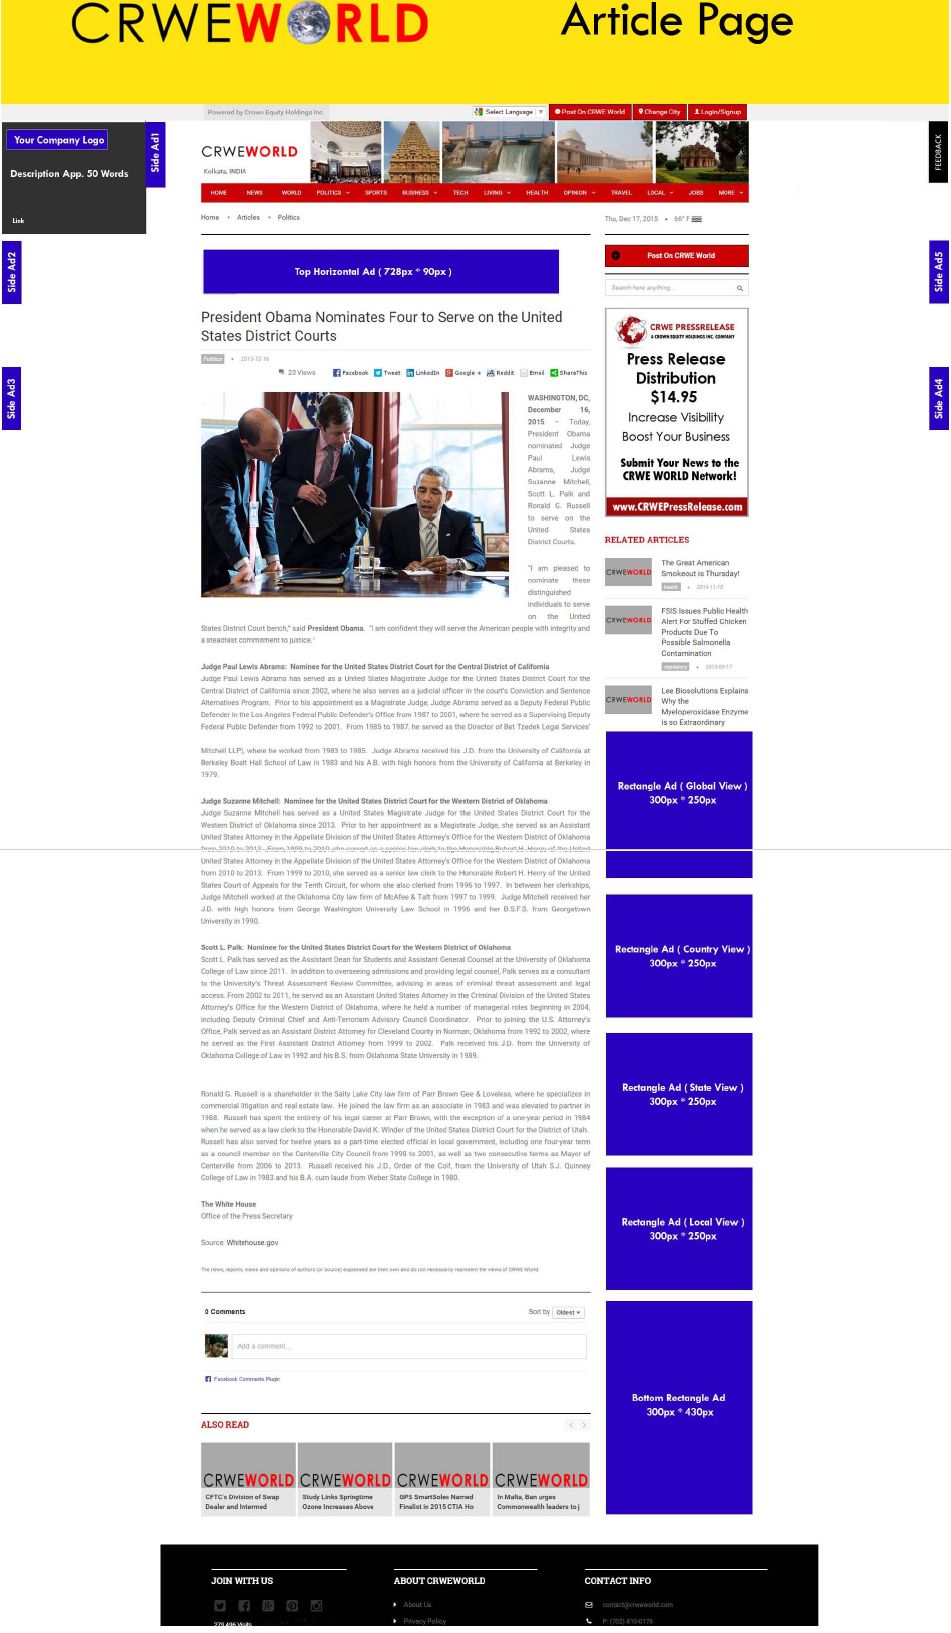 CRWEWORLD
Article Page
Powered by Crown Equity Holdings Inc.
Select Language ▼
Post On CRWE World
Change City
Login/Signup
Your Company Logo
Description App. 50 Words
Link
Side Ad1
Side Ad2
Side Ad3
Side Ad5
Side Ad4
FEEDBACK
CRWEWORLD
Kolkata, INDIA
HOME NEWS WORLD POLITICS SPORTS BUSINESS TECH LIVING HEALTH OPINION TRAVEL LOCAL JOBS MORE
Home • Articles • Politics
Thu, Dec 17, 2015 • 66° F
Top Horizontal Ad ( 728px * 90px )
President Obama Nominates Four to Serve on the United
States District Courts
Politics • 2015-12-16
23 Views Facebook Tweet LinkedIn Google + Reddit Email ShareThis
WASHINGTON, DC,
December 16,
2015 – Today,
President Obama
nominated Judge
Paul Lewis
Abrams, Judge
Suzanne Mitchell,
Scott L. Palk and
Ronald G. Russell
to serve on the
United States
District Courts.
"I am pleased to
nominate these
distinguished
individuals to serve
on the United
States District Court bench," said President Obama. "I am confident they will serve the American people with integrity and
a steadfast commitment to justice."
Judge Paul Lewis Abrams: Nominee for the United States District Court for the Central District of California
Judge Paul Lewis Abrams has served as a United States Magistrate Judge for the United States District Court for the
Central District of California since 2002, where he also serves as a judicial officer in the court's Conviction and Sentence
Alternatives Program. Prior to his appointment as a Magistrate Judge, Judge Abrams served as a Deputy Federal Public
Defender in the Los Angeles Federal Public Defender's Office from 1987 to 2001, where he served as a Supervising Deputy
Federal Public Defender from 1992 to 2001. From 1985 to 1987, he served as the Director of Bet Tzedek Legal Services'
Mitchell LLP), where he worked from 1983 to 1985. Judge Abrams received his J.D. from the University of California at
Berkeley Boalt Hall School of Law in 1983 and his A.B. with high honors from the University of California at Berkeley in
1979.
Judge Suzanne Mitchell: Nominee for the United States District Court for the Western District of Oklahoma
Judge Suzanne Mitchell has served as a United States Magistrate Judge for the United States District Court for the
Western District of Oklahoma since 2013. Prior to her appointment as a Magistrate Judge, she served as an Assistant
United States Attorney in the Appellate Division of the United States Attorney's Office for the Western District of Oklahoma
from 2010 to 2013. From 1999 to 2010, she served as a senior law clerk to the Honorable Robert H. Henry of the United
United States Attorney in the Appellate Division of the United States Attorney's Office for the Western District of Oklahoma
from 2010 to 2013. From 1999 to 2010, she served as a senior law clerk to the Honorable Robert H. Henry of the United
States Court of Appeals for the Tenth Circuit, for whom she also clerked from 1996 to 1997. In between her clerkships,
Judge Mitchell worked at the Oklahoma City law firm of McAfee & Taft from 1997 to 1999. Judge Mitchell received her
J.D. with high honors from George Washington University Law School in 1996 and her B.S.F.S. from Georgetown
University in 1990.
Scott L. Palk: Nominee for the United States District Court for the Western District of Oklahoma
Scott L. Palk has served as the Assistant Dean for Students and Assistant General Counsel at the University of Oklahoma
College of Law since 2011. In addition to overseeing admissions and providing legal counsel, Palk serves as a consultant
to the University's Threat Assessment Review Committee, advising in areas of criminal threat assessment and legal
access. From 2002 to 2011, he served as an Assistant United States Attorney in the Criminal Division of the United States
Attorney's Office for the Western District of Oklahoma, where he held a number of managerial roles beginning in 2004,
including Deputy Criminal Chief and Anti-Terrorism Advisory Council Coordinator. Prior to joining the U.S. Attorney's
Office, Palk served as an Assistant District Attorney for Cleveland County in Norman, Oklahoma from 1992 to 2002, where
he served as the First Assistant District Attorney from 1999 to 2002. Palk received his J.D. from the University of
Oklahoma College of Law in 1992 and his B.S. from Oklahoma State University in 1989.
Ronald G. Russell is a shareholder in the Salty Lake City law firm of Parr Brown Gee & Loveless, where he specializes in
commercial litigation and real estate law. He joined the law firm as an associate in 1983 and was elevated to partner in
1988. Russell has spent the entirety of his legal career at Parr Brown, with the exception of a one-year period in 1984
when he served as a law clerk to the Honorable David K. Winder of the United States District Court for the District of Utah.
Russell has also served for twelve years as a part-time elected official in local government, including one four-year term
as a council member on the Centerville City Council from 1998 to 2001, as well as two consecutive terms as Mayor of
Centerville from 2006 to 2013. Russell received his J.D., Order of the Coif, from the University of Utah S.J. Quinney
College of Law in 1983 and his B.A. cum laude from Weber State College in 1980.
The White House
Office of the Press Secretary
Source: Whitehouse.gov
The news, reports, views and opinions of authors (or source) expressed are their own and do not necessarily represent the views of CRWE World.
0 Comments Sort by Oldest
Add a comment...
Facebook Comments Plugin
ALSO READ
CRWEWORLD
CFTC's Division of Swap
Dealer and Intermed
CRWEWORLD
Study Links Springtime
Ozone Increases Above
CRWEWORLD
GPS SmartSoles Named
Finalist in 2015 CTIA Ho
CRWEWORLD
In Malta, Ban urges
Commonwealth leaders to j
Post On CRWE World
Search here anything...
CRWE PRESSRELEASE
A CROWN EQUITY HOLDINGS INC. COMPANY
Press Release
Distribution
$14.95
Increase Visibility
Boost Your Business
Submit Your News to the
CRWE WORLD Network!
www.CRWEPressRelease.com
RELATED ARTICLES
CRWEWORLD
The Great American
Smokeout is Thursday!
health • 2014-11-19
CRWEWORLD
FSIS Issues Public Health
Alert For Stuffed Chicken
Products Due To
Possible Salmonella
Contamination
regulatory • 2015-09-17
CRWEWORLD
Lee Biosolutions Explains
Why the
Myeloperoxidase Enzyme
is so Extraordinary
Rectangle Ad ( Global View )
300px * 250px
Rectangle Ad ( Country View )
300px * 250px
Rectangle Ad ( State View )
300px * 250px
Rectangle Ad ( Local View )
300px * 250px
Bottom Rectangle Ad
300px * 430px
JOIN WITH US
279,496 Visits
ABOUT CRWEWORLD
About Us
Privacy Policy
CONTACT INFO
contact@crweworld.com
P: (702) 810-0178